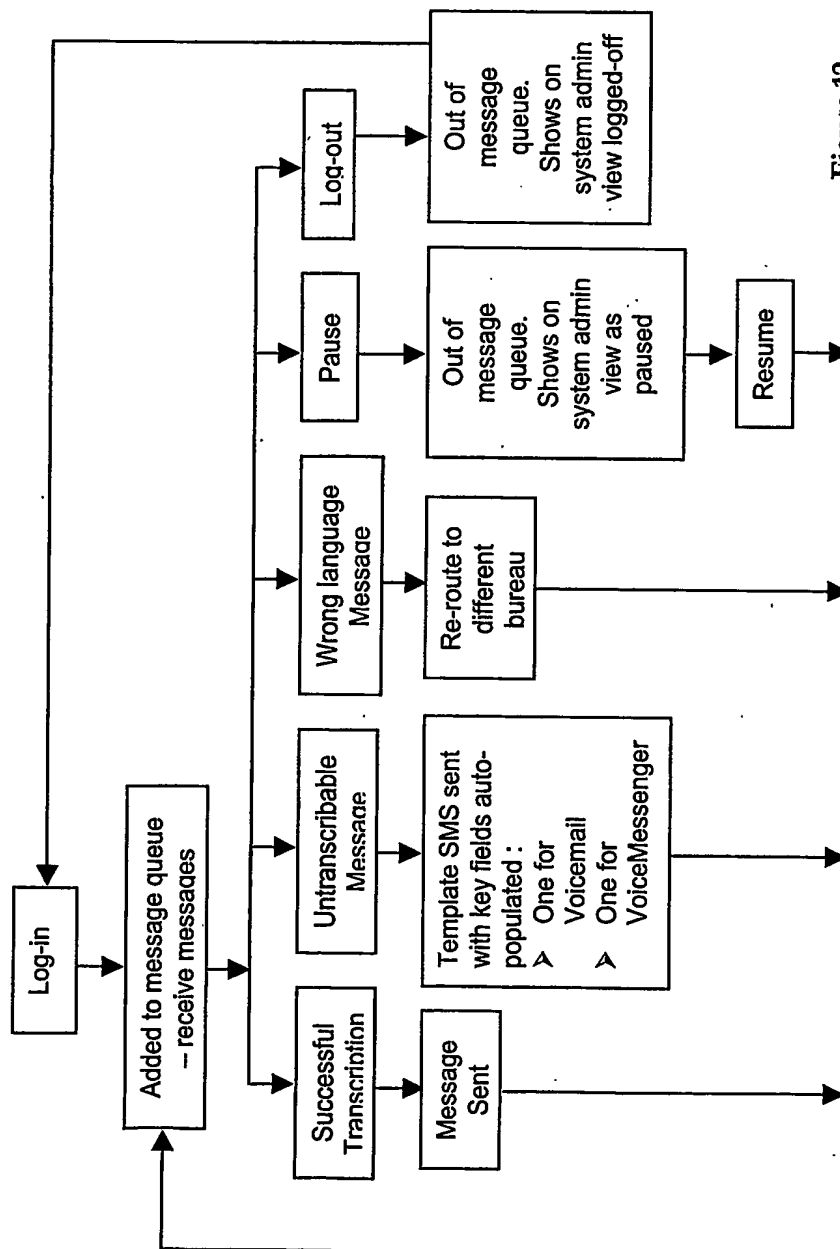 Log-in
Added to message queue
– receive messages
Successful
Transcription
Message
Sent
Untranscribable
Message
Template SMS sent
with key fields auto-
populated :
➢ One for
Voicemail
➢ One for
VoiceMessenger
Wrong language
Message
Re-route to
different
bureau
Pause
Out of
message
queue.
Shows on
system admin
view as
paused
Resume
Log-out
Out of
message
queue.
Shows on
system admin
view logged-off